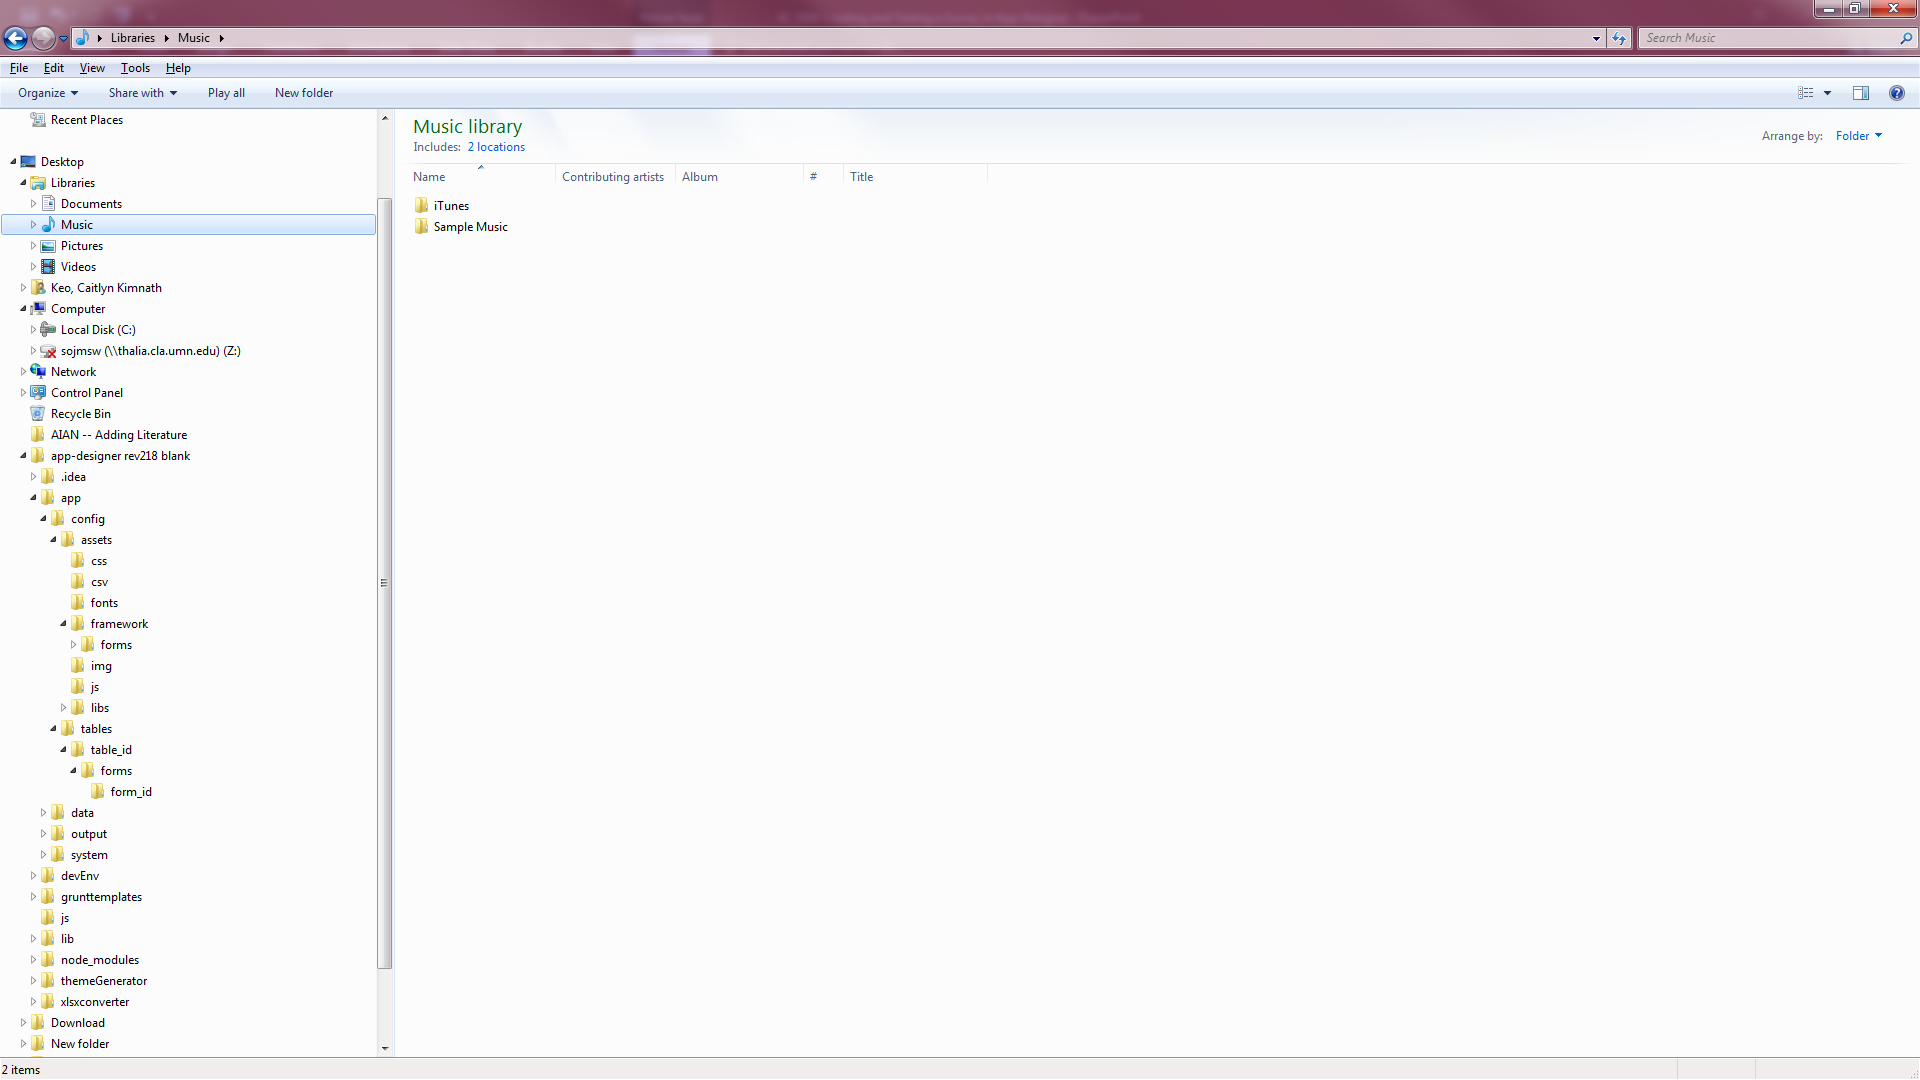 Libraries Music Search Music
File Edit View Tools Help
Organize Share with Play all New folder
Recent Places
Desktop
Libraries
Documents
Music
Pictures
Videos
Keo, Caitlyn Kimnath
Computer
Local Disk (C:)
sojmsw (\\thalia.cla.umn.edu) (Z:)
Network
Control Panel
Recycle Bin
AIAN -- Adding Literature
app-designer rev218 blank
.idea
app
config
assets
css
csv
fonts
framework
forms
img
js
libs
tables
table_id
forms
form_id
data
output
system
devEnv
grunttemplates
js
lib
node_modules
themeGenerator
xlsxconverter
Download
New folder
Music library
Includes: 2 locations
Arrange by: Folder
Name Contributing artists Album # Title
iTunes
Sample Music
2 items